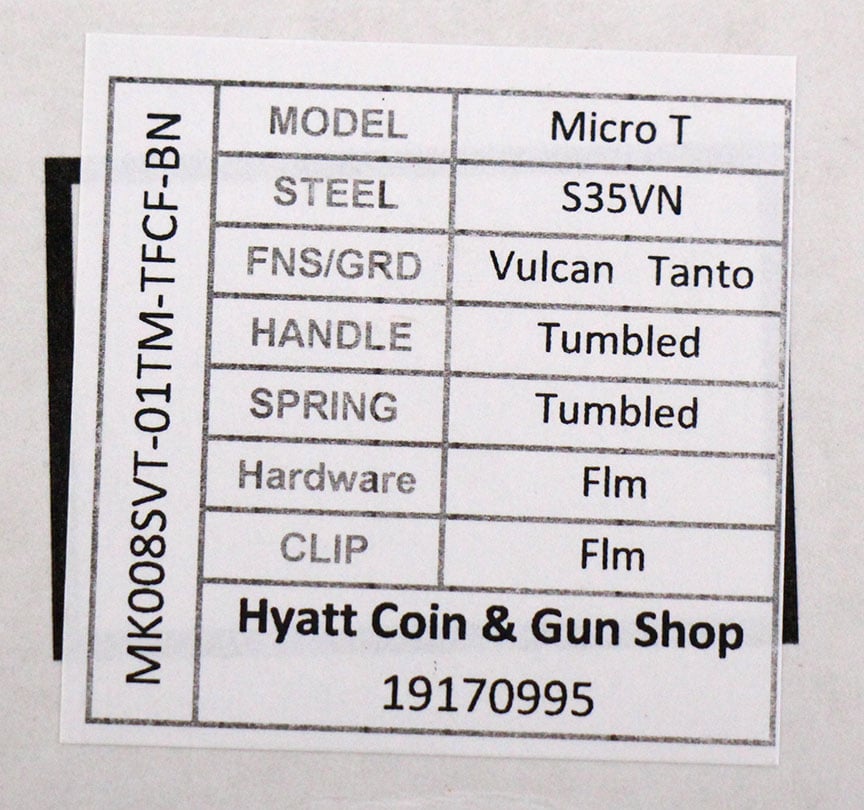 MK008SVT-01TM-TFCF-BN
MODEL Micro T
STEEL S35VN
FNS/GRD Vulcan Tanto
HANDLE Tumbled
SPRING Tumbled
Hardware Flm
CLIP Flm
Hyatt Coin & Gun Shop
19170995